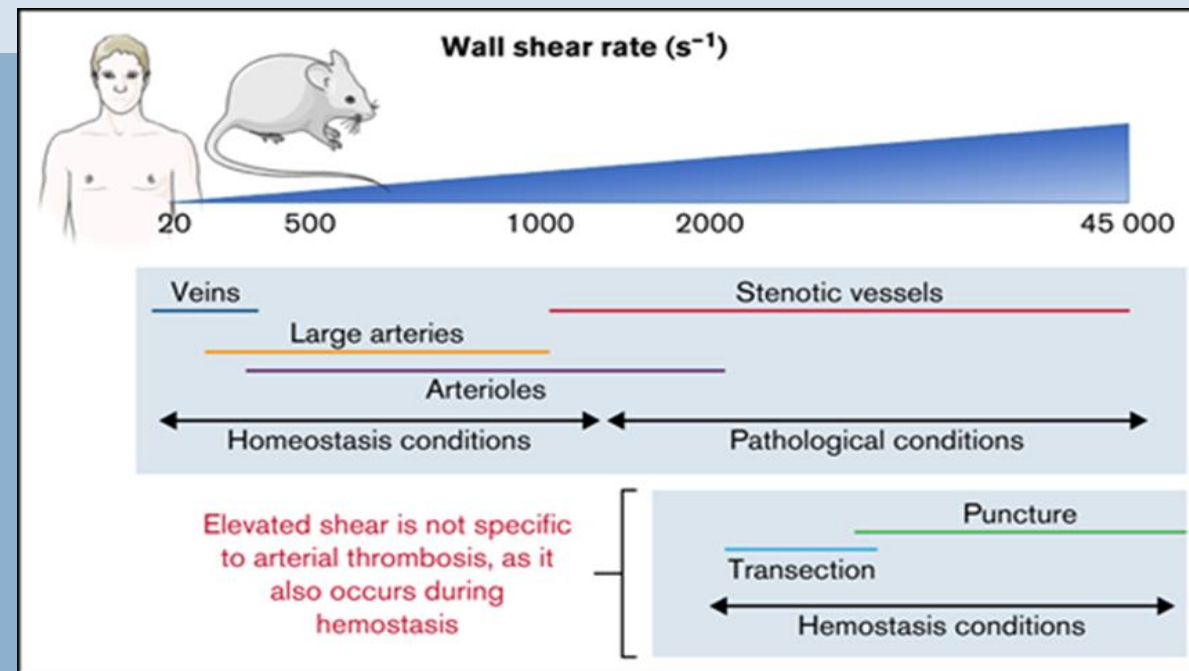 Wall shear rate (s⁻¹)
20 500 1000 2000 45 000
Veins
Stenotic vessels
Large arteries
Arterioles
Homeostasis conditions
Pathological conditions
Elevated shear is not specific
to arterial thrombosis, as it
also occurs during
hemostasis
Puncture
Transection
Hemostasis conditions